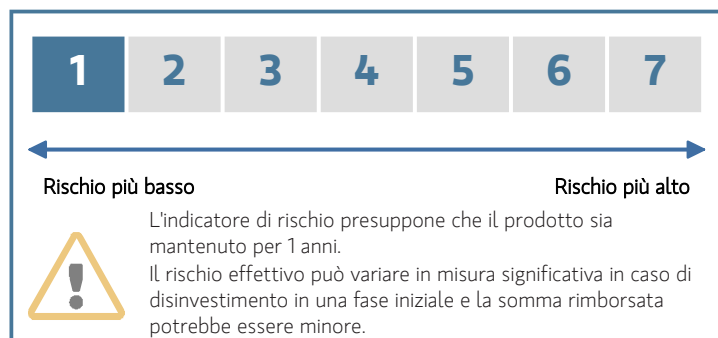 1 2 3 4 5 6 7
Rischio più basso Rischio più alto
L'indicatore di rischio presuppone che il prodotto sia
mantenuto per 1 anni.
Il rischio effettivo può variare in misura significativa in caso di
disinvestimento in una fase iniziale e la somma rimborsata
potrebbe essere minore.